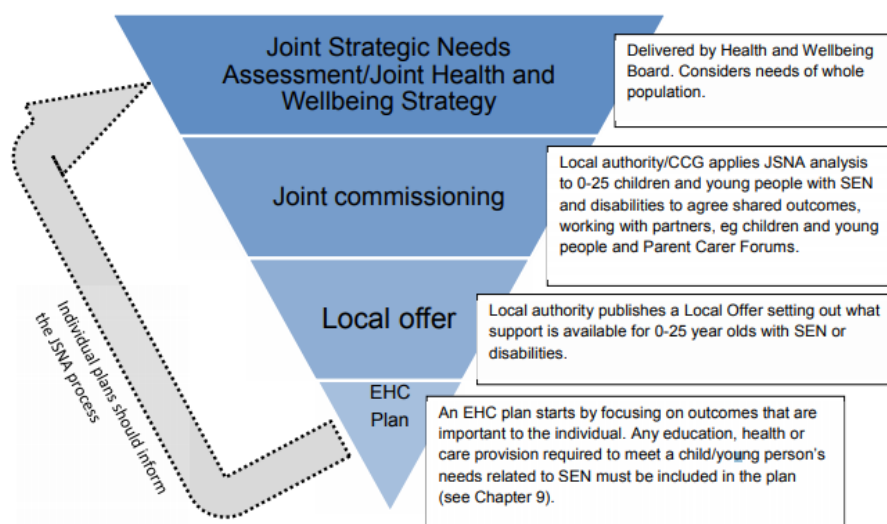 Joint Strategic Needs
Assessment/Joint Health and
Wellbeing Strategy
Delivered by Health and Wellbeing
Board. Considers needs of whole
population.
Joint commissioning
Local authority/CCG applies JSNA analysis
to 0-25 children and young people with SEN
and disabilities to agree shared outcomes,
working with partners, eg children and young
people and Parent Carer Forums.
Local offer
Local authority publishes a Local Offer setting out what
support is available for 0-25 year olds with SEN or
disabilities.
EHC
Plan
An EHC plan starts by focusing on outcomes that are
important to the individual. Any education, health or
care provision required to meet a child/young person's
needs related to SEN must be included in the plan
(see Chapter 9).
Individual plans should inform
the JSNA process